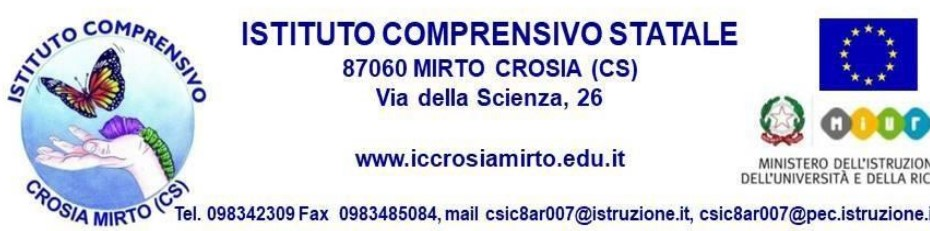 ISTITUTO COMPRENSIVO
CROSIA MIRTO (CS)
ISTITUTO COMPRENSIVO STATALE
87060 MIRTO CROSIA (CS)
Via della Scienza, 26
www.iccrosiamirto.edu.it
miur
MINISTERO DELL'ISTRUZION
DELL'UNIVERSITÀ E DELLA RIC
Tel. 098342309 Fax 0983485084, mail csic8ar007@istruzione.it, csic8ar007@pec.istruzione.i